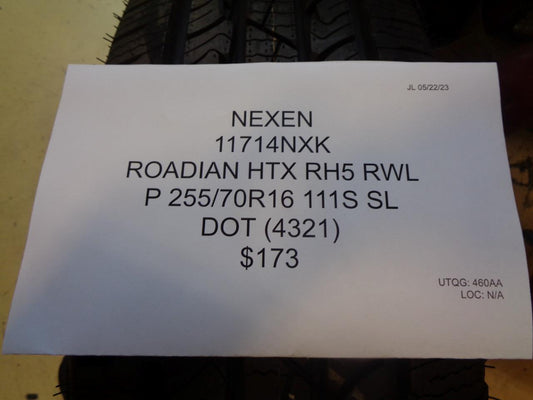 JL 05/22/23
NEXEN
11714NXK
ROADIAN HTX RH5 RWL
P 255/70R16 111S SL
DOT (4321)
$173
UTQG: 460AA
LOC: N/A